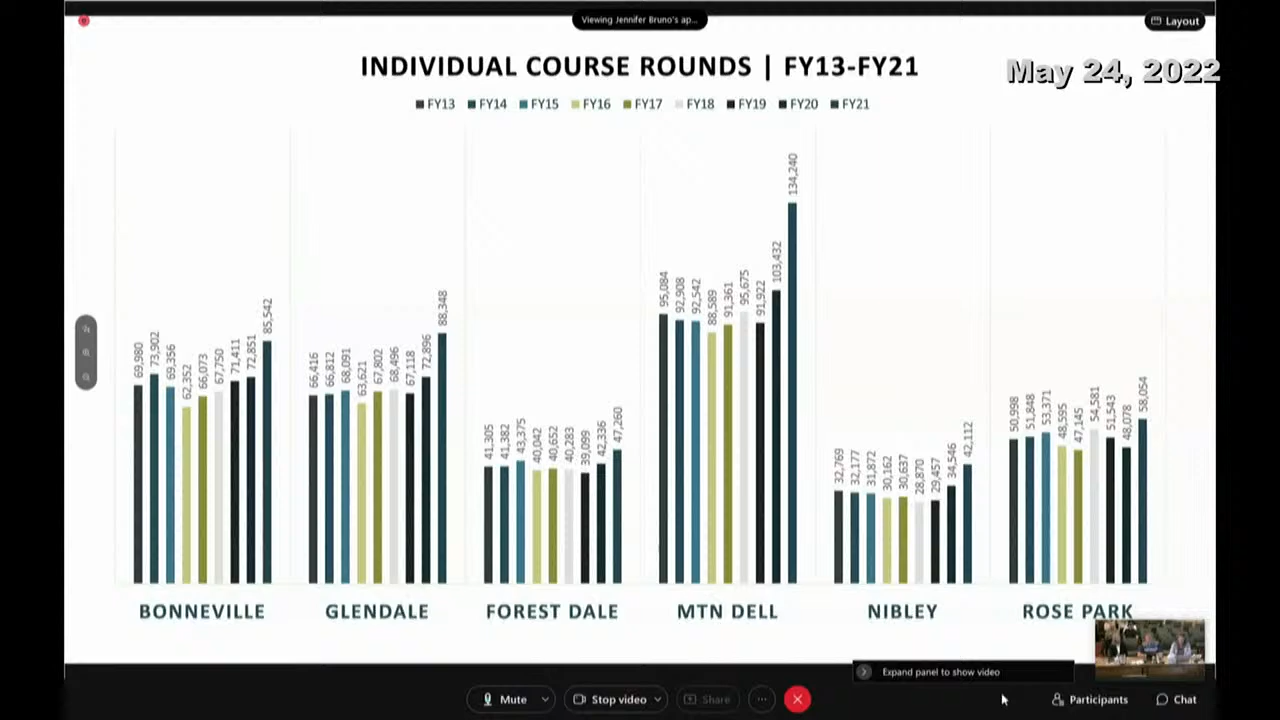 Viewing Jennifer Bruno's ap...
Layout
INDIVIDUAL COURSE ROUNDS | FY13-FY21
May 24, 2022
FY13 FY14 FY15 FY16 FY17 FY18 FY19 FY20 FY21
69,980 73,902 69,356 62,352 66,073 67,750 71,411 72,851 85,542
66,416 66,812 68,091 63,621 67,802 68,496 67,118 72,896 88,348
41,305 41,382 43,375 40,042 40,652 40,283 39,099 42,336 47,260
95,084 92,908 92,542 88,589 91,361 95,675 91,922 103,432 134,240
32,769 32,177 31,872 30,162 30,637 28,870 29,457 34,546 42,112
50,998 51,848 53,371 48,595 47,145 54,581 51,543 48,078 58,054
BONNEVILLE GLENDALE FOREST DALE MTN DELL NIBLEY ROSE PARK
Expand panel to show video
Mute Stop video Share ... Participants Chat